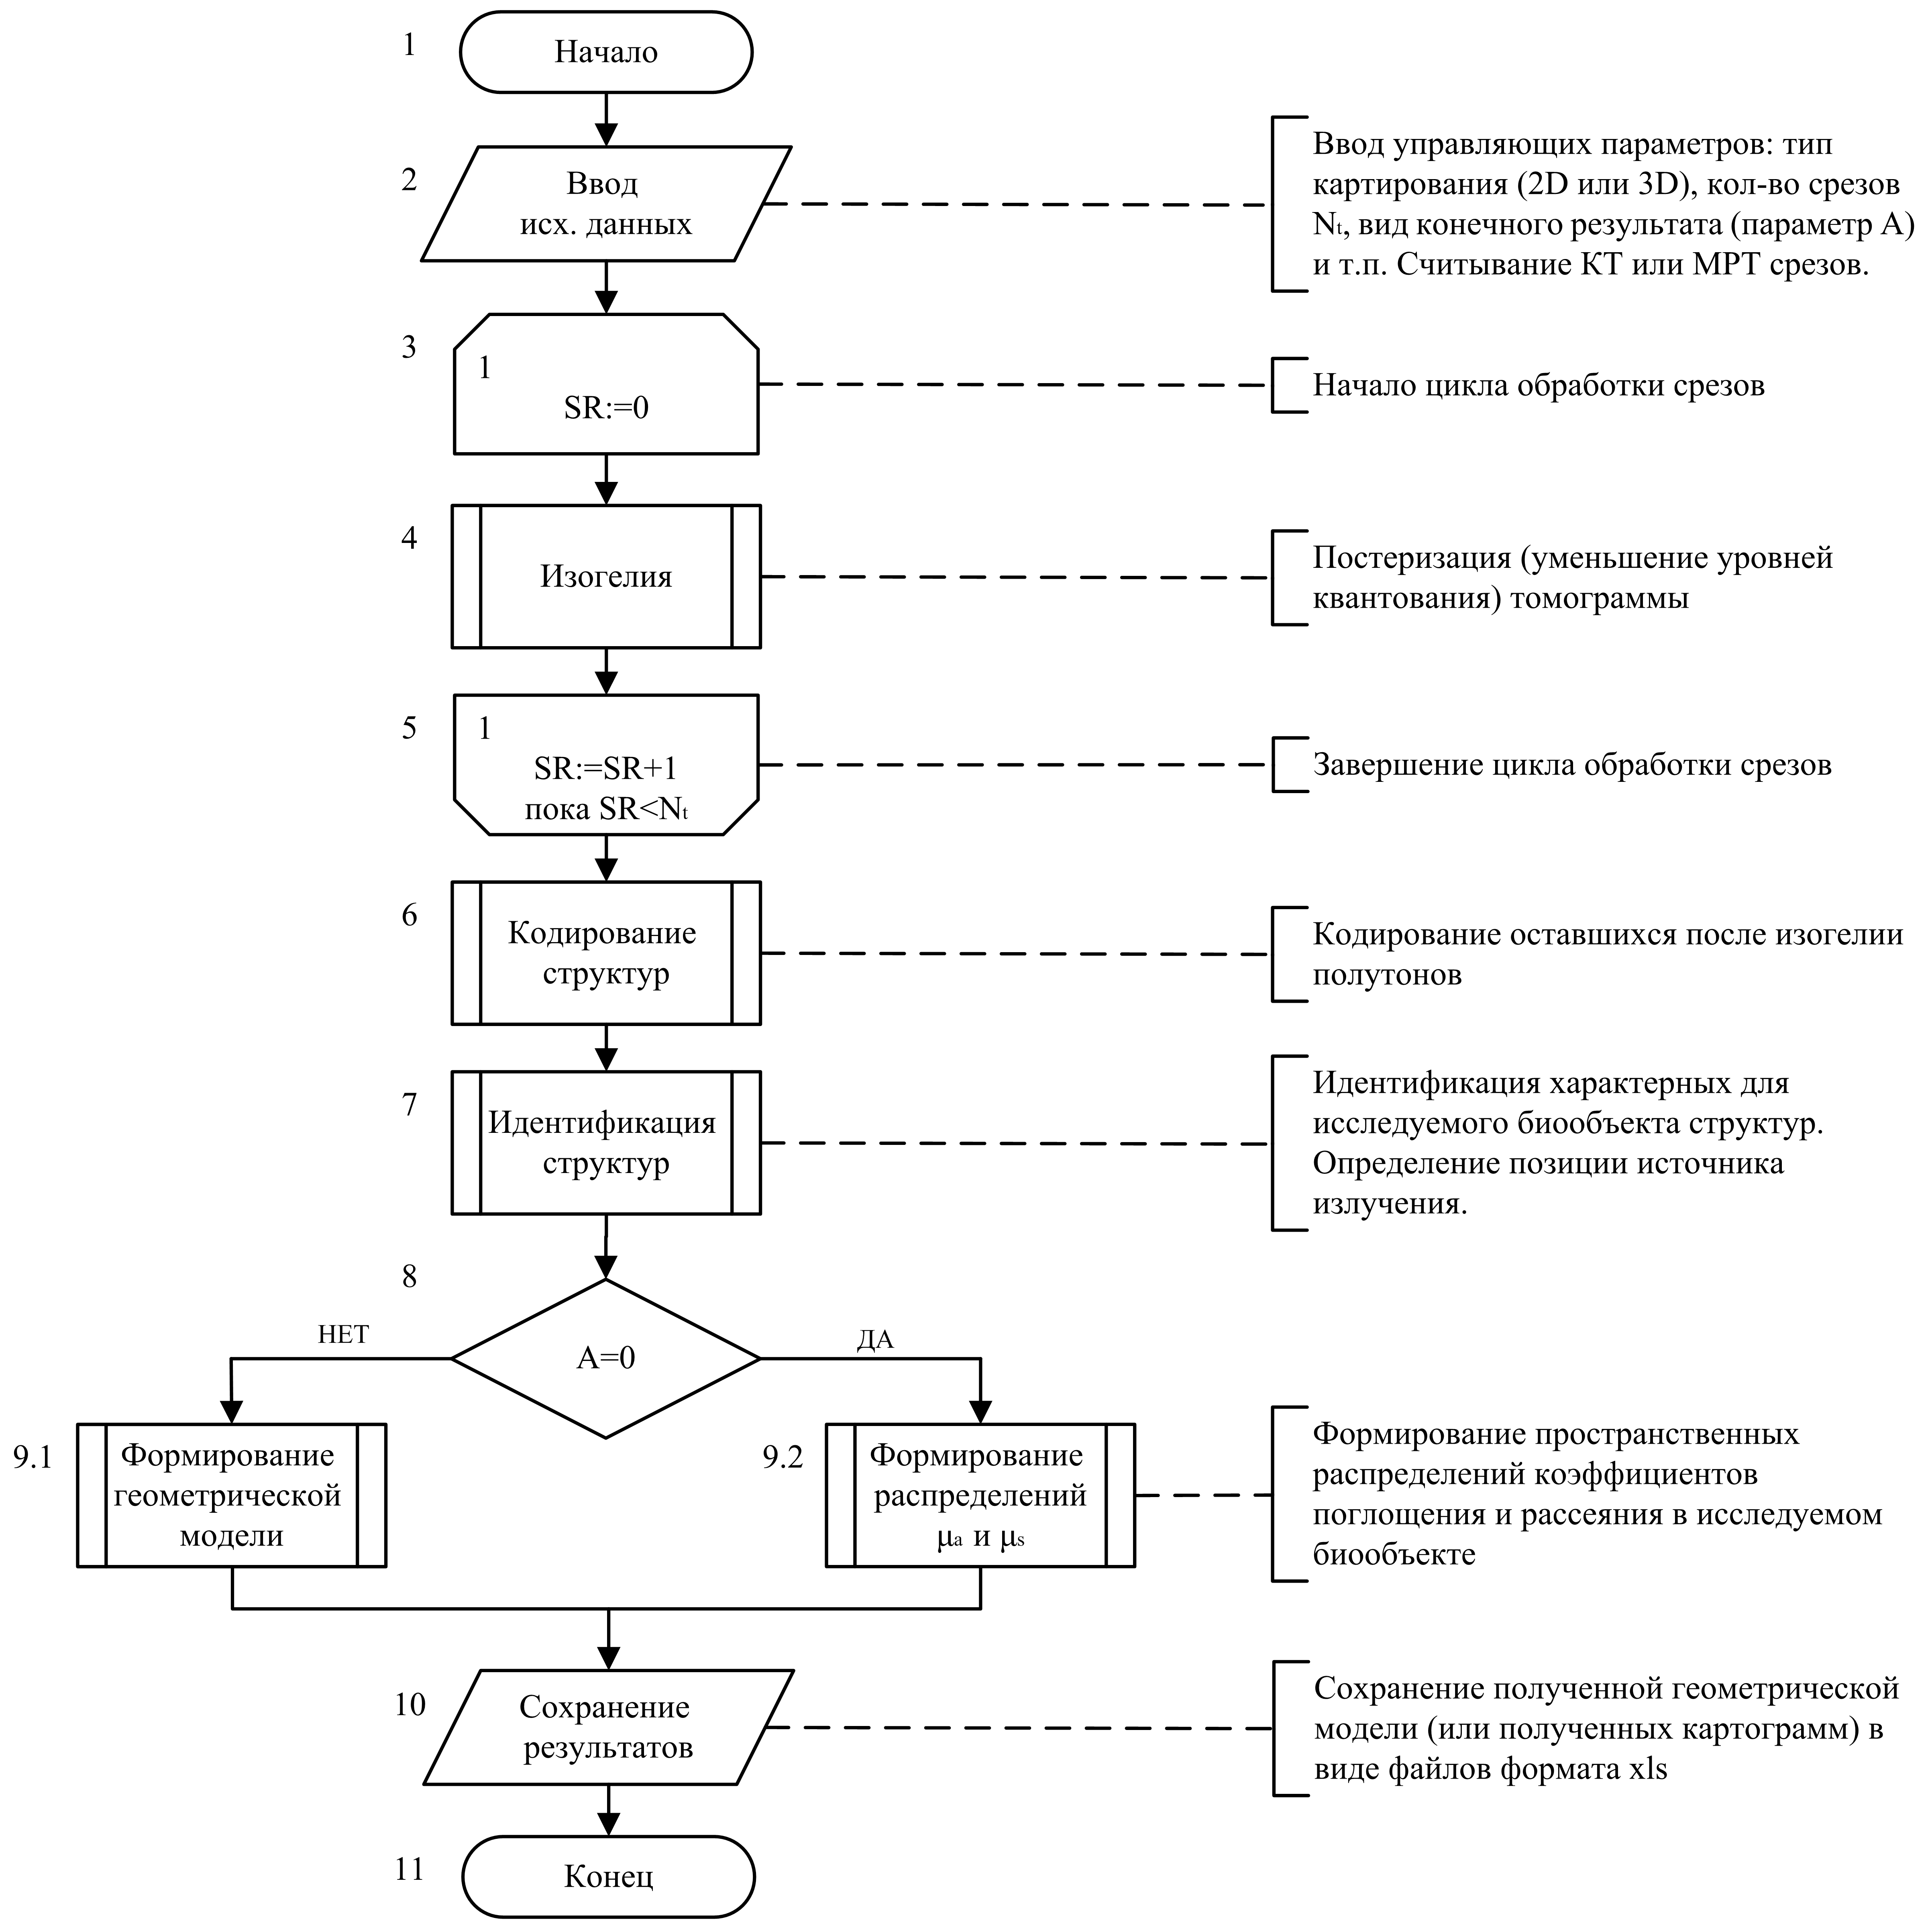 1
Начало
2
Ввод
исх. данных
Ввод управляющих параметров: тип
картирования (2D или 3D), кол-во срезов
Nt, вид конечного результата (параметр А)
и т.п. Считывание КТ или МРТ срезов.
3
1
SR:=0
Начало цикла обработки срезов
4
Изогелия
Постеризация (уменьшение уровней
квантования) томограммы
5
1
SR:=SR+1
пока SR<Nt
Завершение цикла обработки срезов
6
Кодирование
структур
Кодирование оставшихся после изогелии
полутонов
7
Идентификация
структур
Идентификация характерных для
исследуемого биообъекта структур.
Определение позиции источника
излучения.
8
А=0
НЕТ
ДА
9.1
Формирование
геометрической
модели
9.2
Формирование
распределений
μa и μs
Формирование пространственных
распределений коэффициентов
поглощения и рассеяния в исследуемом
биообъекте
10
Сохранение
результатов
Сохранение полученной геометрической
модели (или полученных картограмм) в
виде файлов формата xls
11
Конец